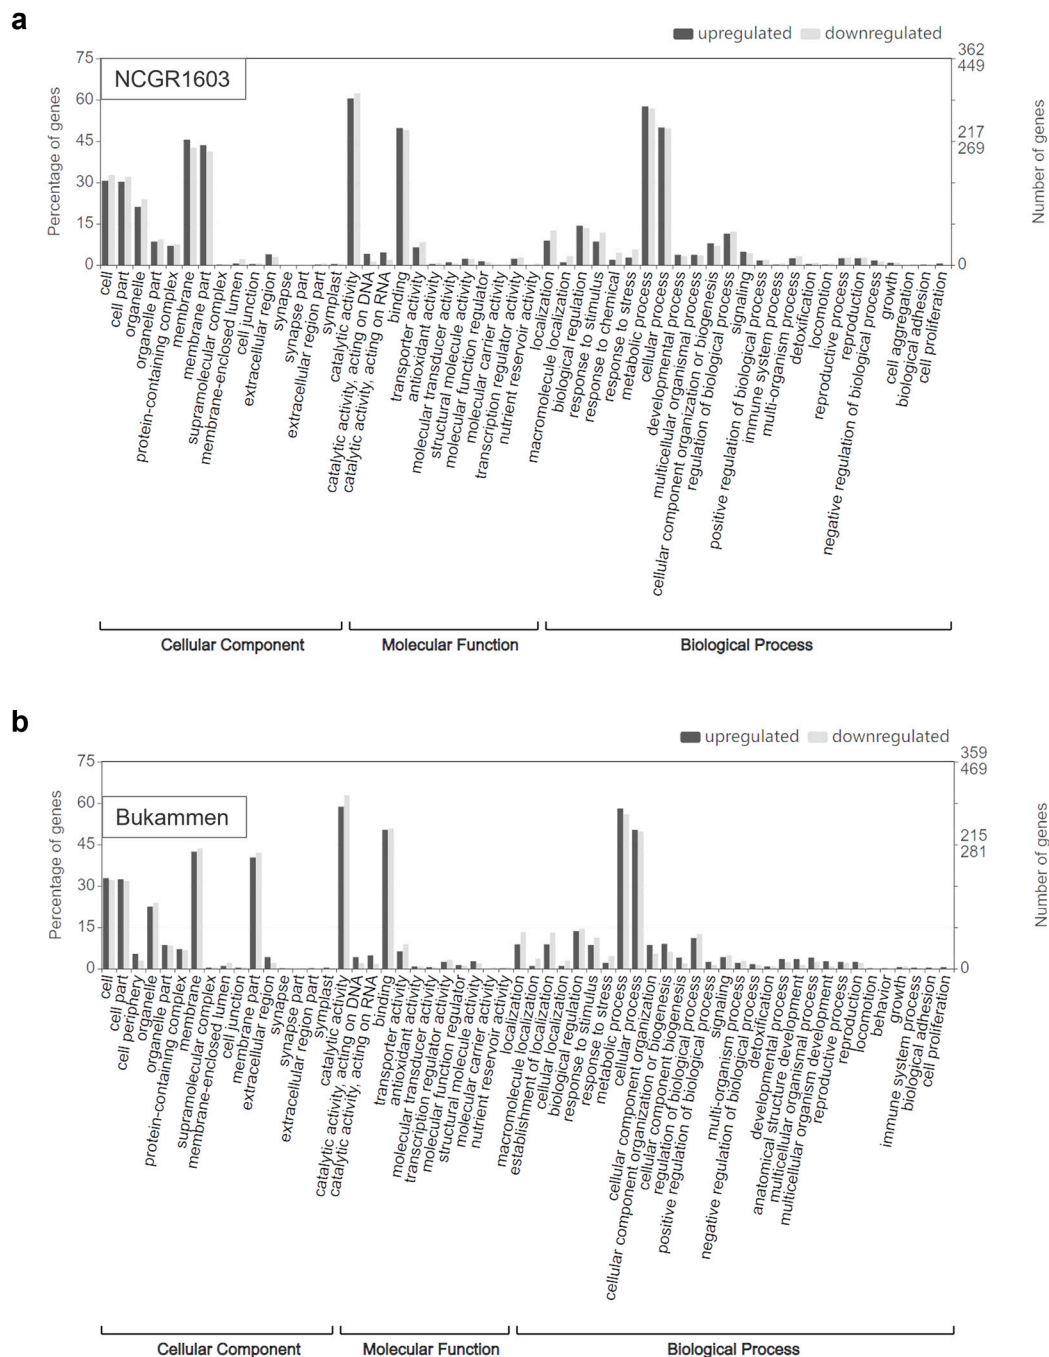 a
upregulated downregulated
NCGR1603
Percentage of genes
75
60
45
30
15
0
362
449
217
269
0
Number of genes
cell
cell part
organelle
organelle part
protein-containing complex
membrane
membrane part
supramolecular complex
membrane-enclosed lumen
cell junction
extracellular region
synapse
synapse part
extracellular region part
symplast
catalytic activity
catalytic activity, acting on DNA
catalytic activity, acting on RNA
binding
transporter activity
antioxidant activity
molecular transducer activity
structural molecule activity
molecular function regulator
molecular carrier activity
transcription regulator activity
nutrient reservoir activity
localization
macromolecule localization
biological regulation
response to stimulus
response to chemical
response to stress
metabolic process
cellular process
developmental process
multicellular organismal process
cellular component organization or biogenesis
regulation of biological process
signaling
positive regulation of biological process
immune system process
multi-organism process
detoxification
locomotion
reproductive process
reproduction
negative regulation of biological process
growth
cell aggregation
biological adhesion
cell proliferation
Cellular Component
Molecular Function
Biological Process
b
upregulated downregulated
Bukammen
Percentage of genes
75
60
45
30
15
0
359
469
215
281
0
Number of genes
cell
cell part
cell periphery
organelle
organelle part
protein-containing complex
membrane
supramolecular complex
membrane-enclosed lumen
cell junction
membrane part
extracellular region
synapse
synapse part
extracellular region part
symplast
catalytic activity
catalytic activity, acting on DNA
catalytic activity, acting on RNA
binding
transporter activity
antioxidant activity
molecular transducer activity
transcription regulator activity
molecular function regulator
structural molecule activity
molecular carrier activity
nutrient reservoir activity
localization
macromolecule localization
establishment of localization
cellular localization
biological regulation
response to stimulus
response to stress
metabolic process
cellular process
cellular component organization
cellular component organization or biogenesis
cellular component biogenesis
regulation of biological process
positive regulation of biological process
signaling
negative regulation of biological process
multi-organism process
detoxification
developmental process
anatomical structure development
multicellular organismal process
multicellular organism development
reproductive process
reproduction
locomotion
behavior
growth
immune system process
biological adhesion
cell proliferation
Cellular Component
Molecular Function
Biological Process